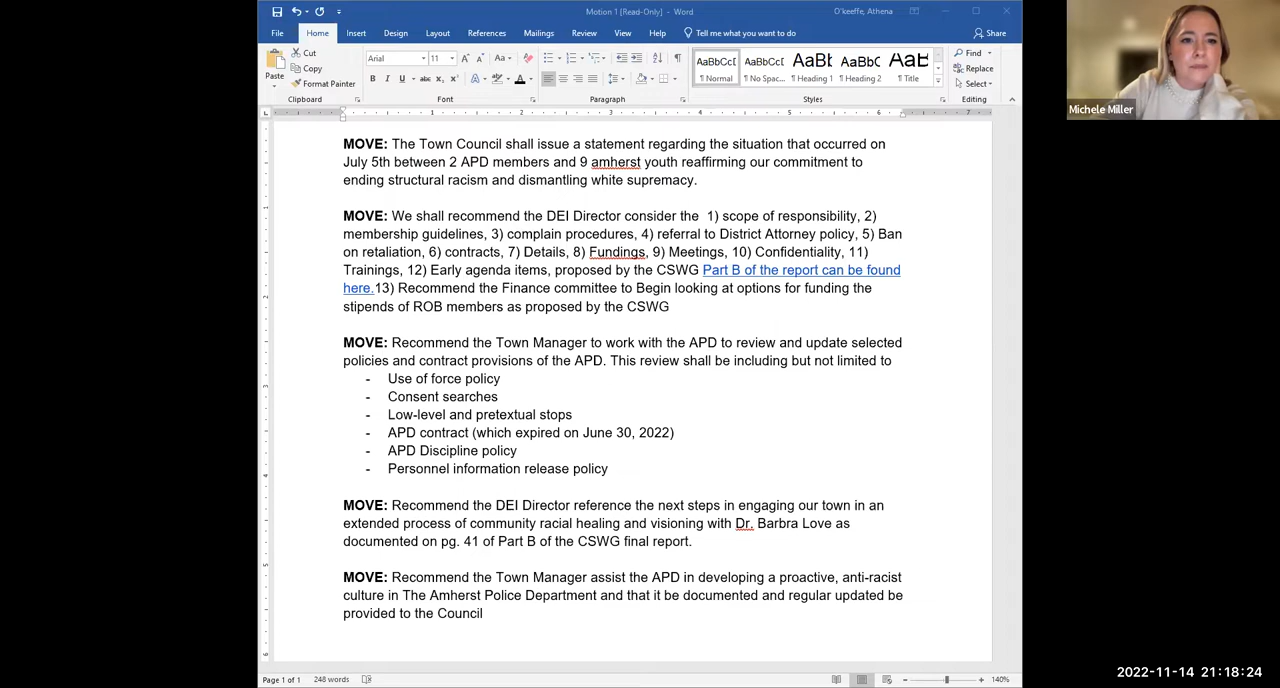 Motion 1 [Read-Only] - Word
O'keeffe, Athena
File Home Insert Design Layout References Mailings Review View Help Tell me what you want to do Share
Paste
Cut
Copy
Format Painter
Clipboard
Arial 11
Font
Paragraph
AaBbCcD AaBbCcD AaBb AaBbC AaB
¶ Normal ¶ No Spac... ¶ Heading 1 ¶ Heading 2 ¶ Title
Styles
Find
Replace
Select
Editing
MOVE: The Town Council shall issue a statement regarding the situation that occurred on
July 5th between 2 APD members and 9 amherst youth reaffirming our commitment to
ending structural racism and dismantling white supremacy.
MOVE: We shall recommend the DEI Director consider the 1) scope of responsibility, 2)
membership guidelines, 3) complain procedures, 4) referral to District Attorney policy, 5) Ban
on retaliation, 6) contracts, 7) Details, 8) Fundings, 9) Meetings, 10) Confidentiality, 11)
Trainings, 12) Early agenda items, proposed by the CSWG Part B of the report can be found
here.13) Recommend the Finance committee to Begin looking at options for funding the
stipends of ROB members as proposed by the CSWG
MOVE: Recommend the Town Manager to work with the APD to review and update selected
policies and contract provisions of the APD. This review shall be including but not limited to
- Use of force policy
- Consent searches
- Low-level and pretextual stops
- APD contract (which expired on June 30, 2022)
- APD Discipline policy
- Personnel information release policy
MOVE: Recommend the DEI Director reference the next steps in engaging our town in an
extended process of community racial healing and visioning with Dr. Barbra Love as
documented on pg. 41 of Part B of the CSWG final report.
MOVE: Recommend the Town Manager assist the APD in developing a proactive, anti-racist
culture in The Amherst Police Department and that it be documented and regular updated be
provided to the Council
Page 1 of 1 248 words
140%
Michele Miller
2022-11-14 21:18:24